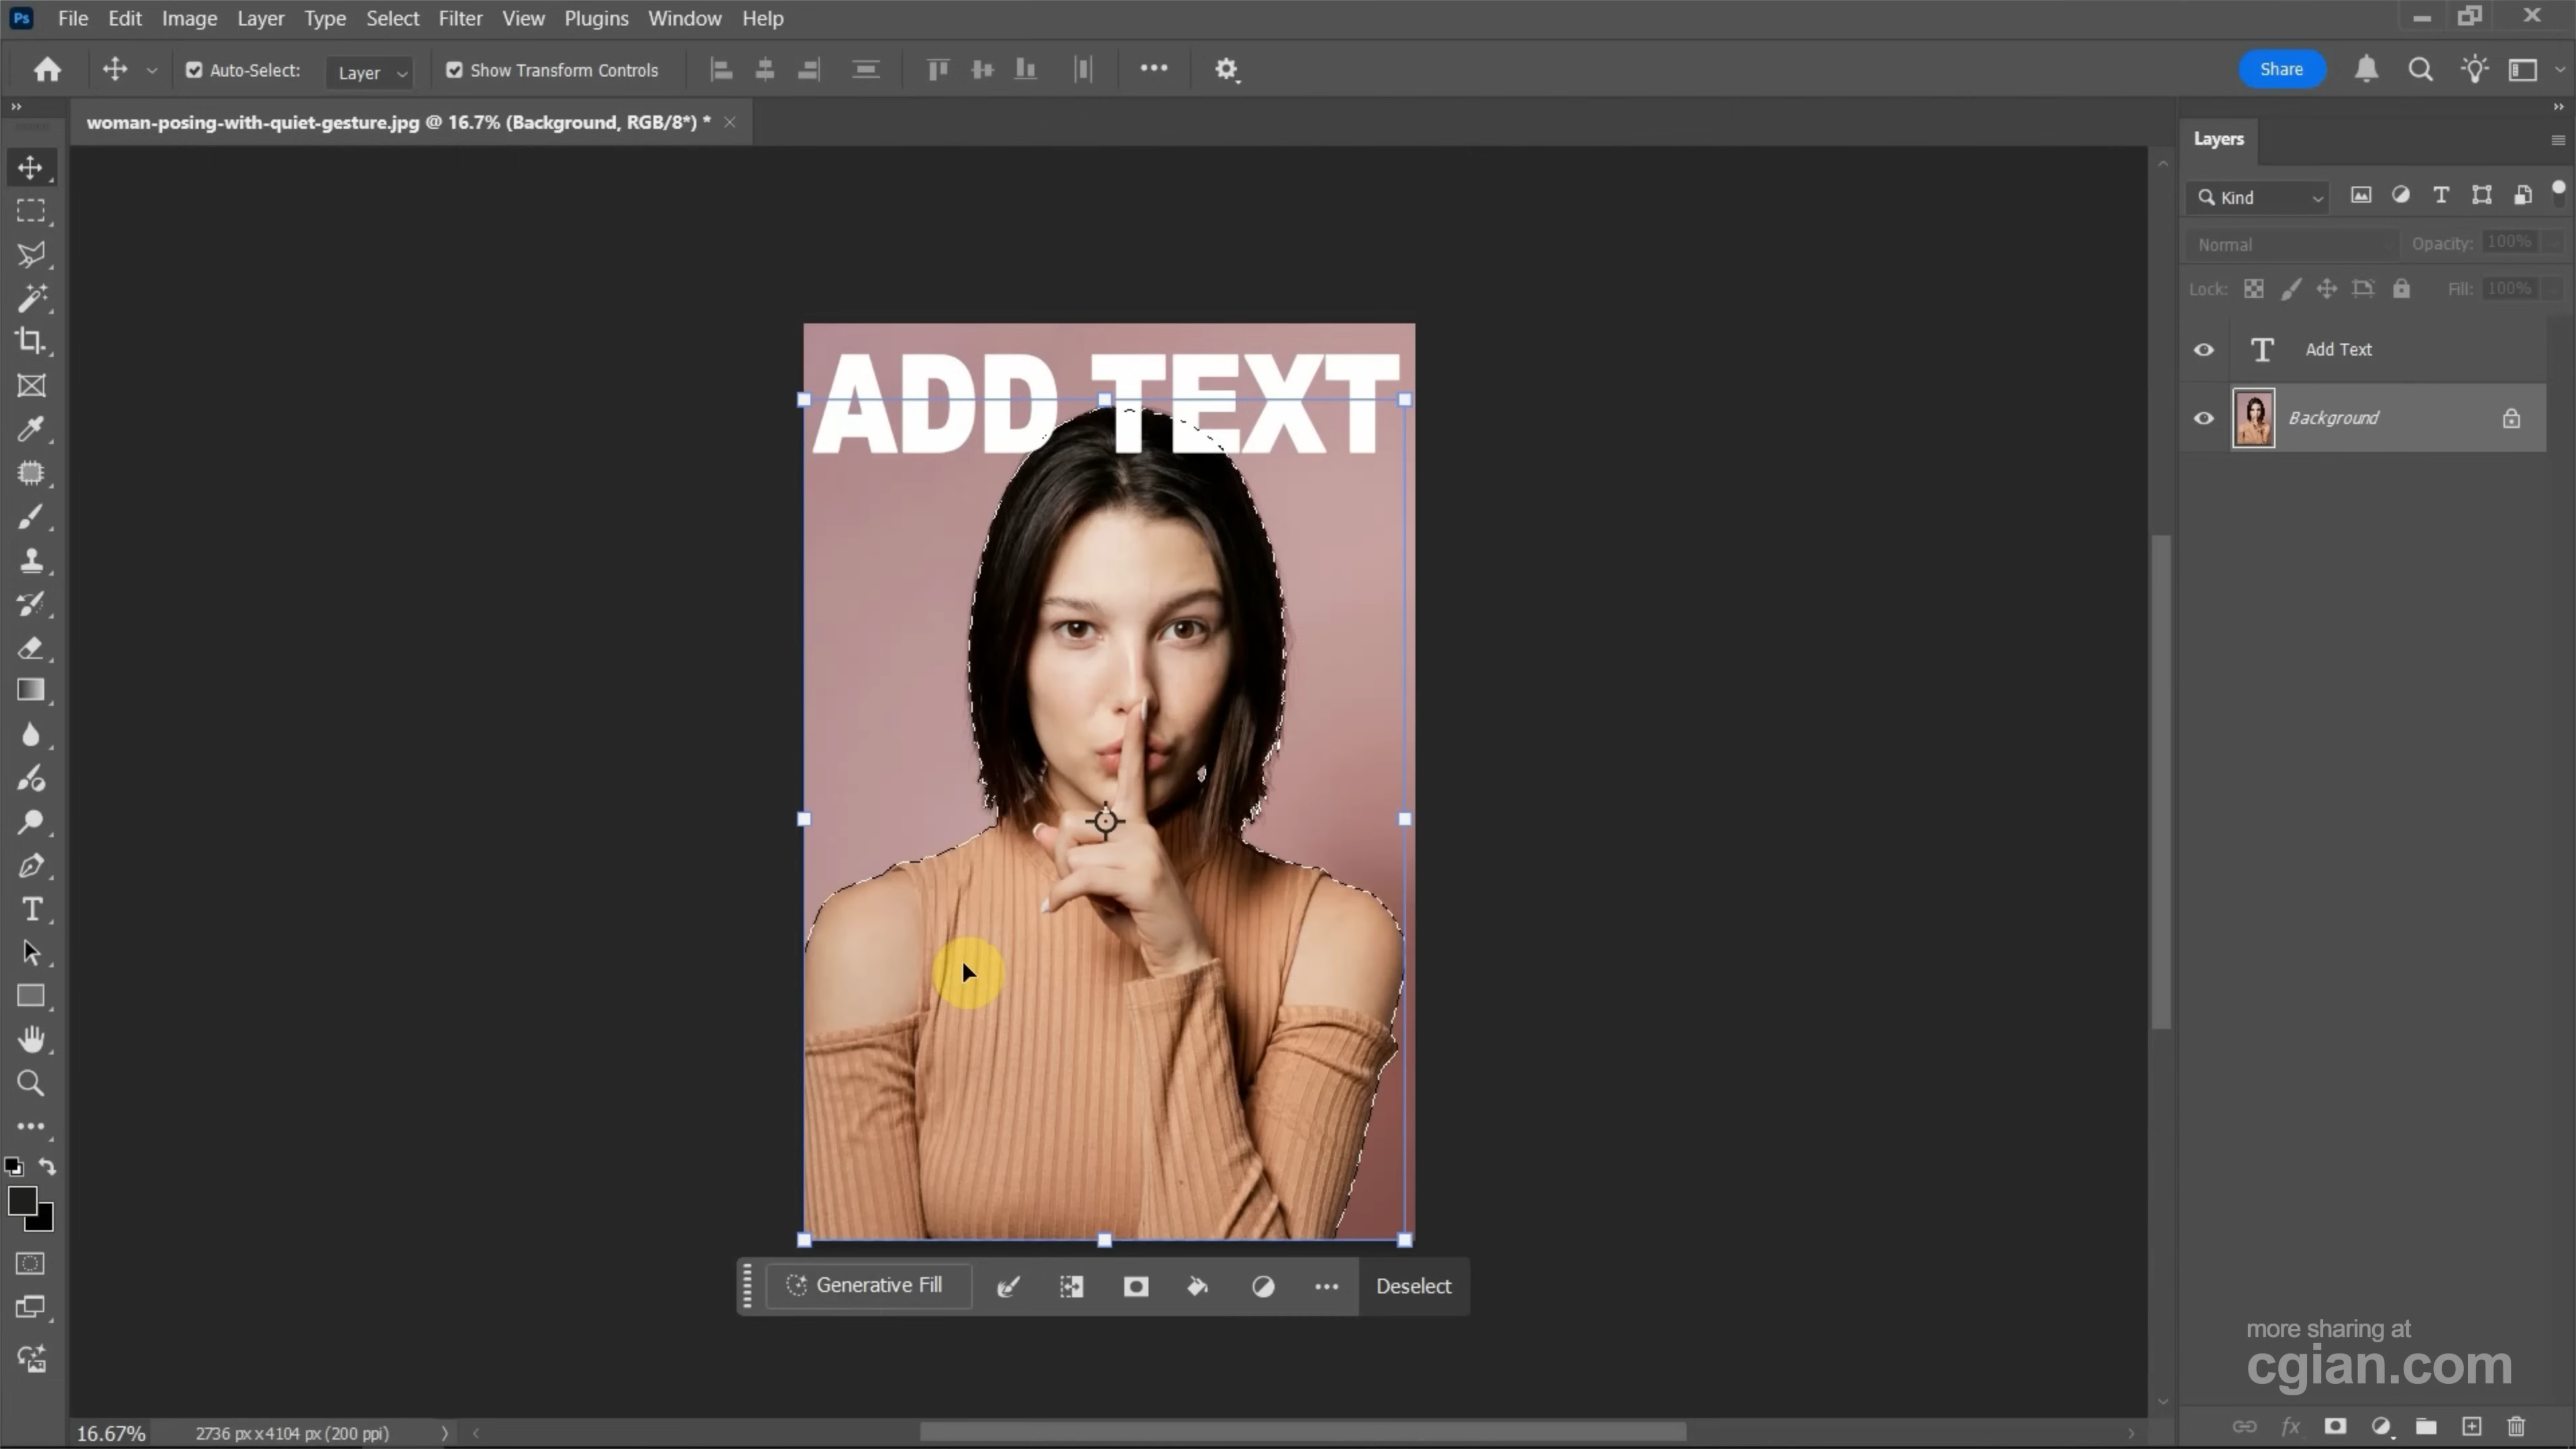 Ps File Edit Image Layer Select Type Select Filter View Plugins Window Help
Auto-Select: Layer Show Transform Controls Share
woman-posing-with-quiet-gesture.jpg @ 16.7% (Background, RGB/8*) *
Layers
Kind
Normal Opacity: 100%
Lock: Fill: 100%
Add Text
Background
ADD TEXT
Generative Fill Deselect
more sharing at
cgian.com
16.67% 2736 px x 4104 px (200 ppi)